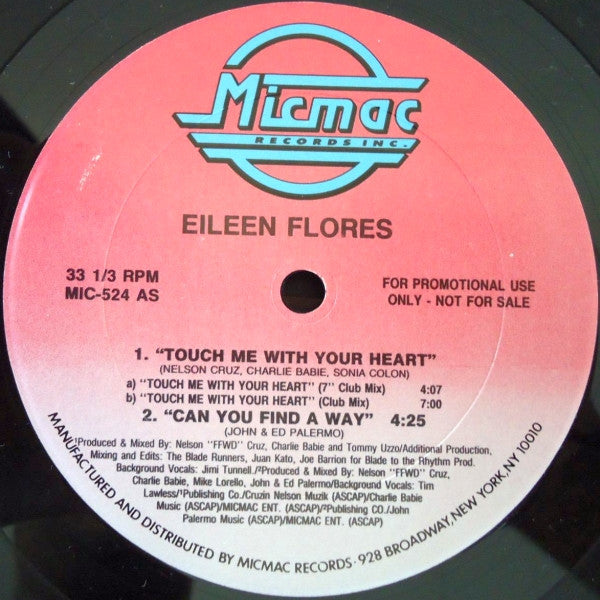 Micmac
RECORDS INC.
EILEEN FLORES
33 1/3 RPM
MIC-524 AS
FOR PROMOTIONAL USE
ONLY - NOT FOR SALE
1. “TOUCH ME WITH YOUR HEART”
(NELSON CRUZ, CHARLIE BABIE, SONIA COLON)
a) “TOUCH ME WITH YOUR HEART” (7” Club Mix) 4:07
b) “TOUCH ME WITH YOUR HEART” (Club Mix) 7:00
2. “CAN YOU FIND A WAY” 4:25
(JOHN & ED PALERMO)
¹Produced & Mixed By: Nelson “FFWD” Cruz, Charlie Babie and Tommy Uzzo/Additional Production,
Mixing and Edits: The Blade Runners, Juan Kato, Joe Barrion for Blade to the Rhythm Prod.
Background Vocals: Jimi Tunnell./²Produced & Mixed By: Nelson “FFWD” Cruz,
Charlie Babie, Mike Lorello, John & Ed Palermo/Background Vocals: Tim
Lawless/¹Publishing Co./Cruzin Nelson Muzik (ASCAP)/Charlie Babie
Music (ASCAP)/MICMAC ENT. (ASCAP)/²Publishing CO./John
Palermo Music (ASCAP)/MICMAC ENT. (ASCAP)
MANUFACTURED AND DISTRIBUTED BY MICMAC RECORDS · 928 BROADWAY, NEW YORK, NY 10010